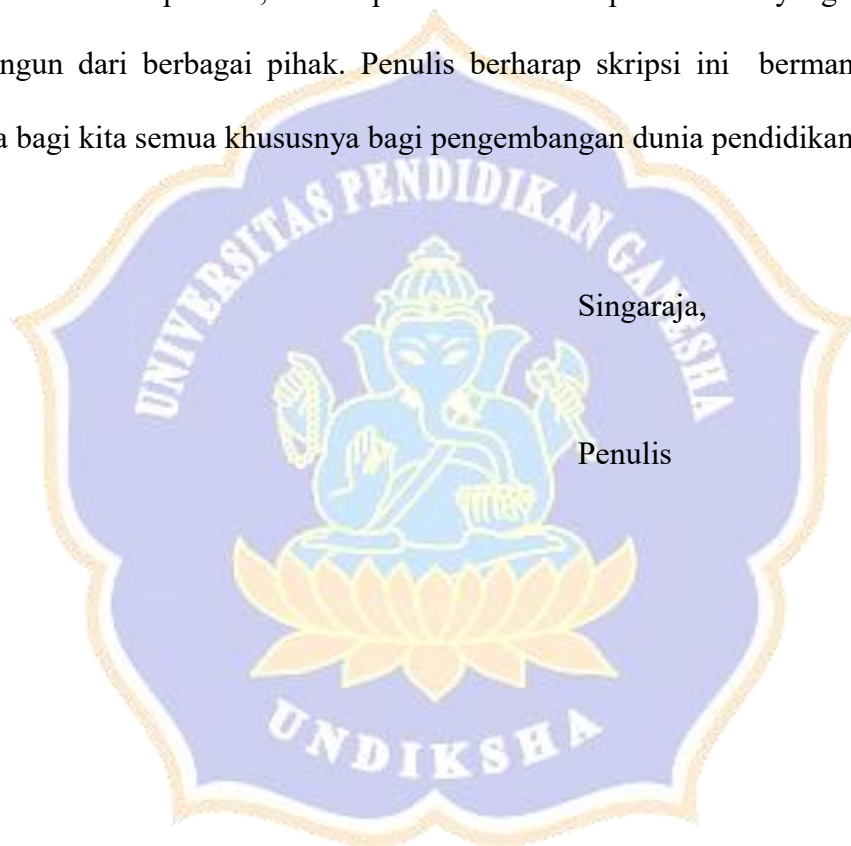 ngun dari berbagai pihak. Penulis berharap skripsi ini berman
a bagi kita semua khususnya bagi pengembangan dunia pendidikan
UNIVERSITAS PENDIDIKAN GANESHA
Singaraja,
Penulis
UNDIKSHA